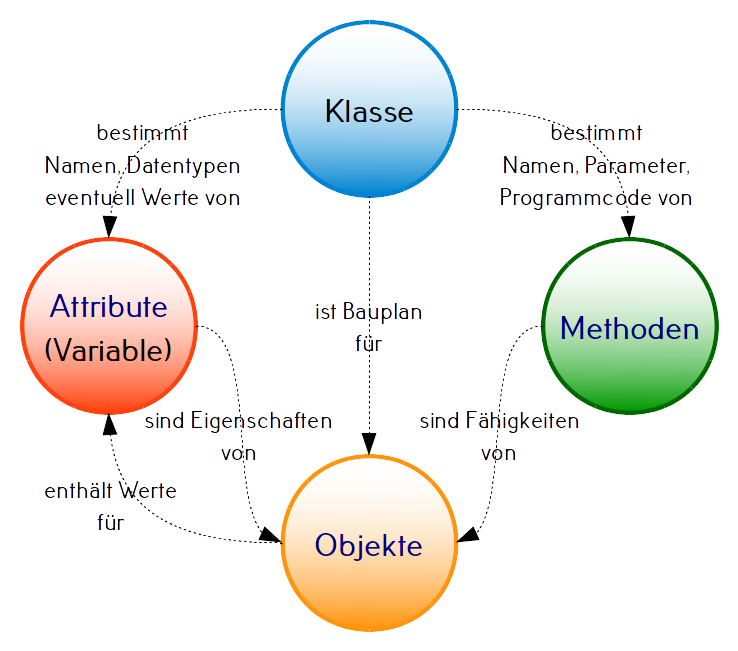 Klasse
bestimmt
Namen, Datentypen
eventuell Werte von
bestimmt
Namen, Parameter,
Programmcode von
Attribute
(Variable)
ist Bauplan
für
Methoden
sind Eigenschaften
von
sind Fähigkeiten
von
enthält Werte
für
Objekte